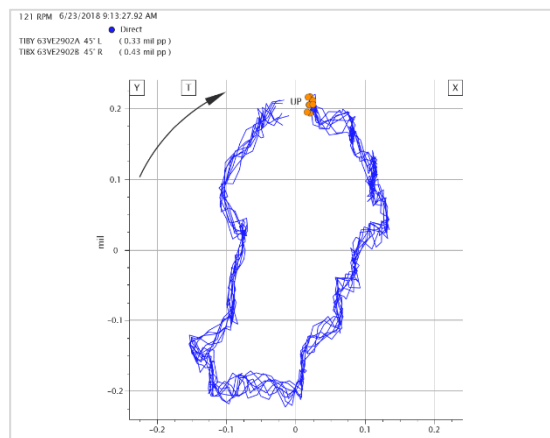 121 RPM 6/23/2018 9:13:27.92 AM
Direct
TIBY 63VE2902A 45° L ( 0.33 mil pp )
TIBX 63VE2902B 45° R ( 0.43 mil pp )
Y T X
UP
0.2
0.1
mil
0
-0.1
-0.2
-0.2 -0.1 0 0.1 0.2